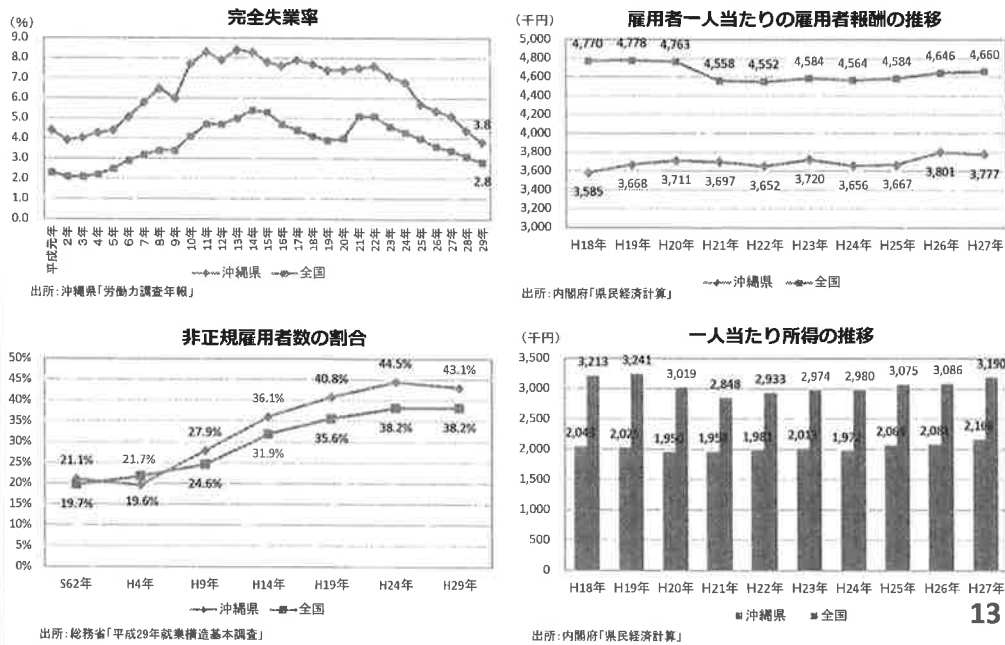 完全失業率
(%)
9.0
8.0
7.0
6.0
5.0
4.0
3.0
2.0
1.0
0.0
3.8
2.8
平成元年 2年 3年 4年 5年 6年 7年 8年 9年 10年 11年 12年 13年 14年 15年 16年 17年 18年 19年 20年 21年 22年 23年 24年 25年 26年 27年 28年 29年
沖縄県 全国
出所:沖縄県「労働力調査年報」
雇用者一人当たりの雇用者報酬の推移
(千円)
5,000
4,800
4,600
4,400
4,200
4,000
3,800
3,600
3,400
3,200
3,000
4,770 4,778 4,763 4,558 4,552 4,584 4,564 4,584 4,646 4,660
3,585 3,668 3,711 3,697 3,652 3,720 3,656 3,667 3,801 3,777
H18年 H19年 H20年 H21年 H22年 H23年 H24年 H25年 H26年 H27年
沖縄県 全国
出所:内閣府「県民経済計算」
非正規雇用者数の割合
50%
45%
40%
35%
30%
25%
20%
15%
10%
5%
0%
21.1% 21.7% 27.9% 36.1% 40.8% 44.5% 43.1%
19.7% 19.6% 24.6% 31.9% 35.6% 38.2% 38.2%
S62年 H4年 H9年 H14年 H19年 H24年 H29年
沖縄県 全国
出所:総務省「平成29年就業構造基本調査」
一人当たり所得の推移
(千円)
3,500
3,000
2,500
2,000
1,500
1,000
500
0
3,213 3,241 3,019 2,848 2,933 2,974 2,980 3,075 3,086 3,190
1,981
H18年 H19年 H20年 H21年 H22年 H23年 H24年 H25年 H26年 H27年
沖縄県 全国
出所:内閣府「県民経済計算」
13